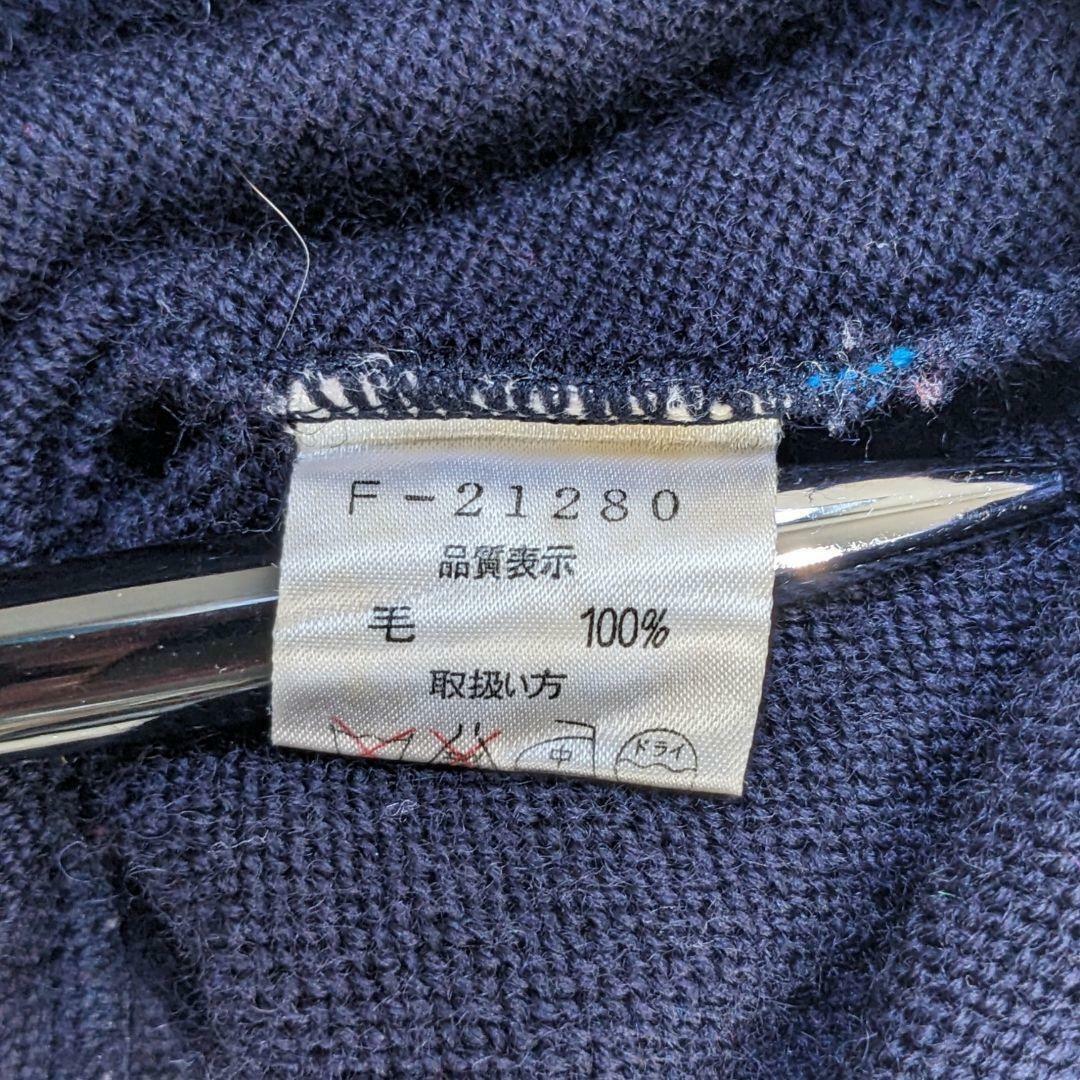 F-21280
品質表示
毛 100%
取扱い方
中 ドライ